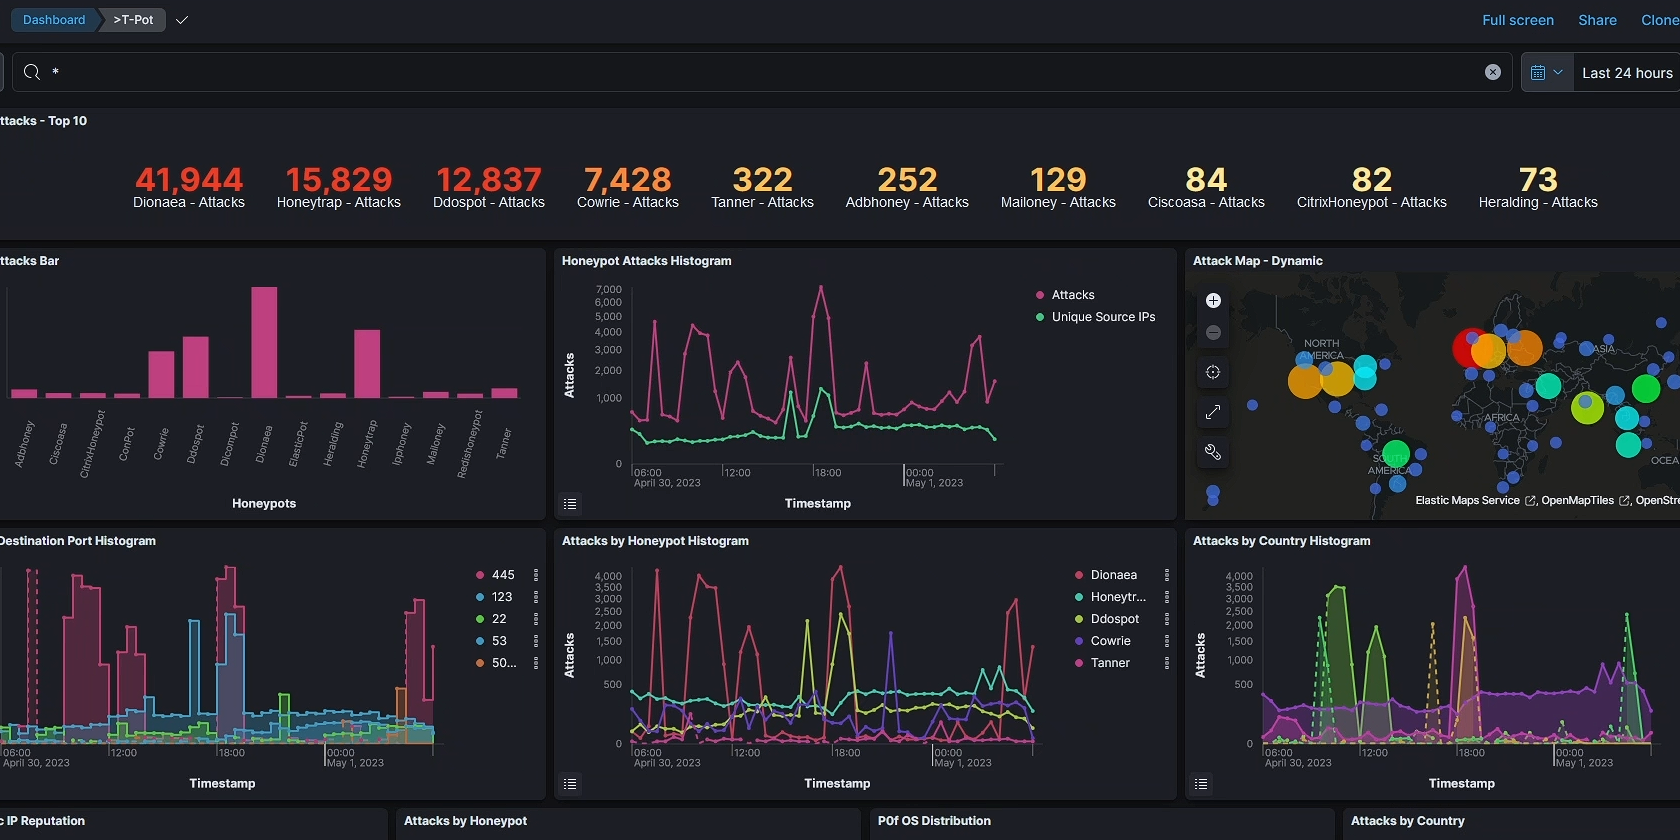 Dashboard >T-Pot Full screen Share Clone
* Last 24 hours
ttacks - Top 10
41,944 15,829 12,837 7,428 322 252 129 84 82 73
Dionaea - Attacks Honeytrap - Attacks Ddospot - Attacks Cowrie - Attacks Tanner - Attacks Adbhoney - Attacks Mailoney - Attacks Ciscoasa - Attacks CitrixHoneypot - Attacks Heralding - Attacks
ttacks Bar
Adbhoney
Ciscoasa
CitrixHoneypot
ConPot
Cowrie
Ddospot
Dicompot
Dionaea
ElasticPot
Heralding
Honeytrap
Ipphoney
Mailoney
Redishoneypot
Tanner
Honeypots
Honeypot Attacks Histogram
7,000
6,000
5,000
4,000
3,000
2,000
1,000
0
Attacks
06:00 12:00 18:00 00:00
April 30, 2023 May 1, 2023
Timestamp
Attacks
Unique Source IPs
Attack Map - Dynamic
NORTH
AMERICA
ASIA
AFRICA
SOUTH
AMERICA
OCEA
Elastic Maps Service , OpenMapTiles , OpenStre
Destination Port Histogram
445
123
22
53
50...
06:00 12:00 18:00 00:00
April 30, 2023 May 1, 2023
Timestamp
Attacks by Honeypot Histogram
4,000
3,500
3,000
2,500
2,000
1,500
1,000
500
0
Attacks
06:00 12:00 18:00 00:00
April 30, 2023 May 1, 2023
Timestamp
Dionaea
Honeytr...
Ddospot
Cowrie
Tanner
Attacks by Country Histogram
4,000
3,500
3,000
2,500
2,000
1,500
1,000
500
0
Attacks
06:00 12:00 18:00 00:00
April 30, 2023 May 1, 2023
Timestamp
c IP Reputation Attacks by Honeypot P0f OS Distribution Attacks by Country